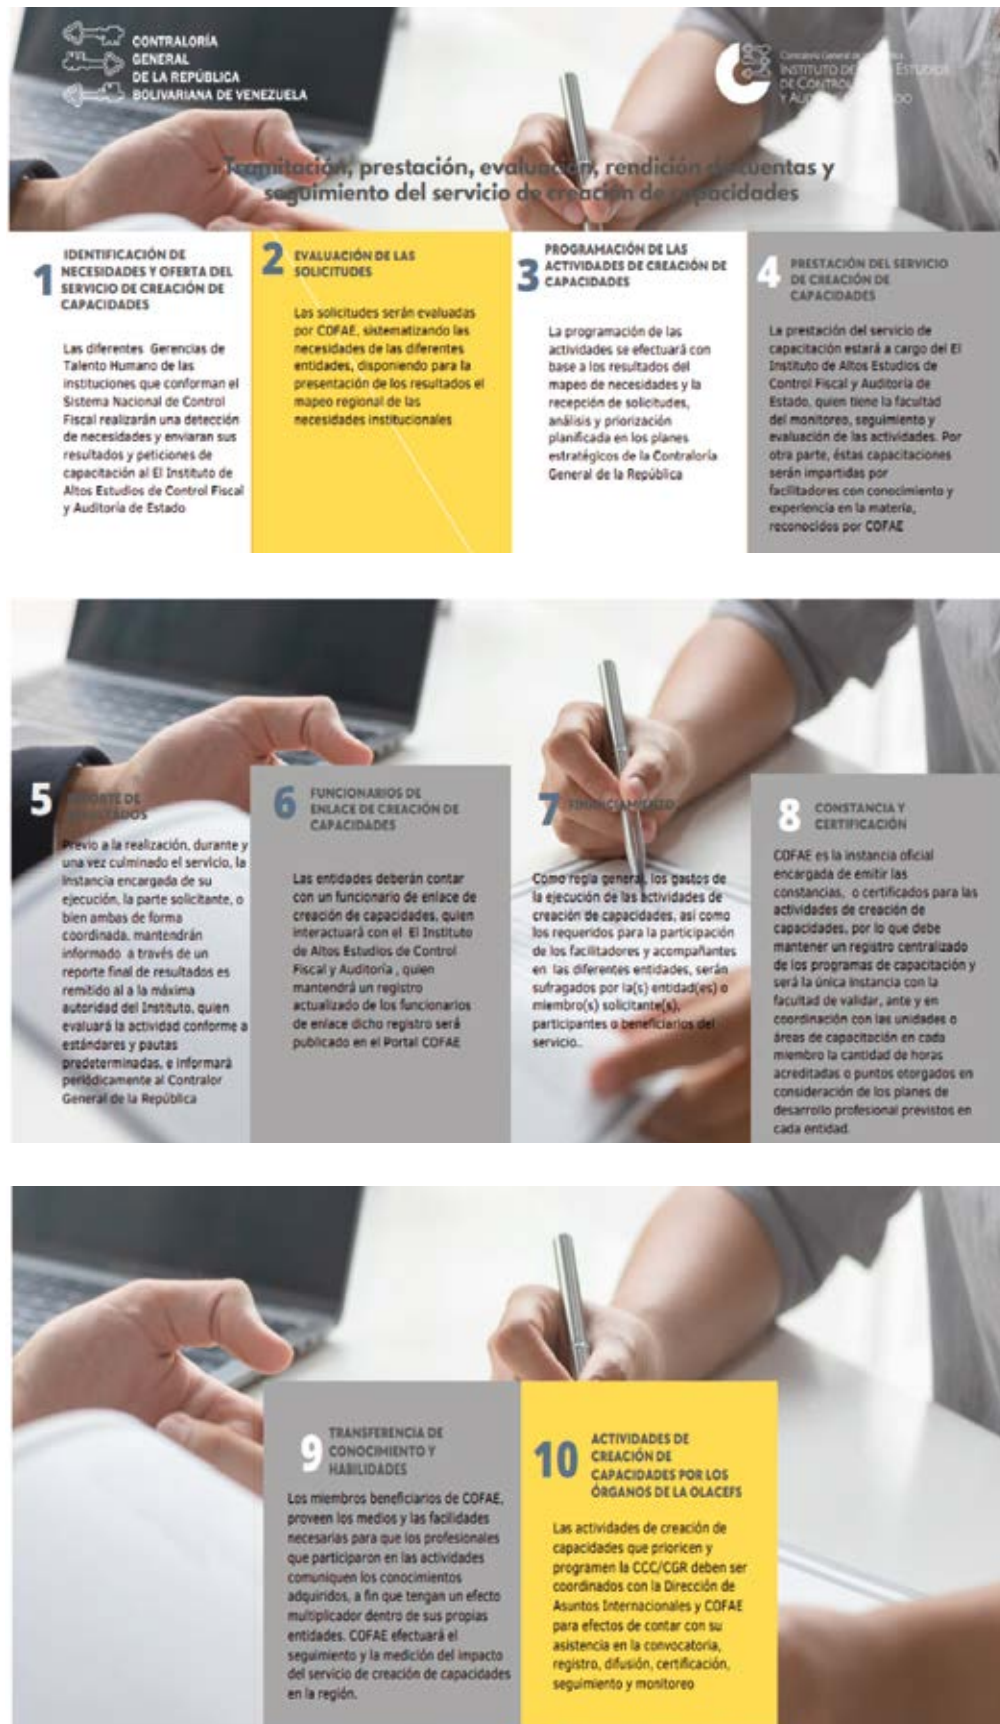 CONTRALORÍA
GENERAL
DE LA REPÚBLICA
BOLIVARIANA DE VENEZUELA
Contraloría General de
INSTITUTO DE ESTUDIOS
DE CONTROL
Y
Tramitación, prestación, evaluación, rendición de cuentas y
seguimiento del servicio de creación de capacidades
1
IDENTIFICACIÓN DE
NECESIDADES Y OFERTA DEL
SERVICIO DE CREACIÓN DE
CAPACIDADES
Las diferentes Gerencias de
Talento Humano de las
instituciones que conforman el
Sistema Nacional de Control
Fiscal realizarán una detección
de necesidades y enviaran sus
resultados y peticiones de
capacitación al El Instituto de
Altos Estudios de Control Fiscal
y Auditoría de Estado
2
EVALUACIÓN DE LAS
SOLICITUDES
Las solicitudes serán evaluadas
por COFAE, sistematizando las
necesidades de las diferentes
entidades, disponiendo para la
presentación de los resultados el
mapeo regional de las
necesidades institucionales
3
PROGRAMACIÓN DE LAS
ACTIVIDADES DE CREACIÓN DE
CAPACIDADES
La programación de las
actividades se efectuará con
base a los resultados del
mapeo de necesidades y la
recepción de solicitudes,
análisis y priorización
planificada en los planes
estratégicos de la Contraloría
General de la República
4
PRESTACIÓN DEL SERVICIO
DE CREACIÓN DE
CAPACIDADES
La prestación del servicio de
capacitación estará a cargo del El
Instituto de Altos Estudios de
Control Fiscal y Auditoría de
Estado, quien tiene la facultad
del monitoreo, seguimiento y
evaluación de las actividades. Por
otra parte, éstas capacitaciones
serán impartidas por
facilitadores con conocimiento y
experiencia en la materia,
reconocidos por COFAE
5
REPORTE DE
RESULTADOS
Previo a la realización, durante y
una vez culminado el servicio, la
instancia encargada de su
ejecución, la parte solicitante, o
bien ambas de forma
coordinada, mantendrán
informado a través de un
reporte final de resultados es
remitido al a la máxima
autoridad del Instituto, quien
evaluará la actividad conforme a
estándares y pautas
predeterminadas, e informará
periódicamente al Contralor
General de la República
6
FUNCIONARIOS DE
ENLACE DE CREACIÓN DE
CAPACIDADES
Las entidades deberán contar
con un funcionario de enlace de
creación de capacidades, quien
interactuará con el El Instituto
de Altos Estudios de Control
Fiscal y Auditoría , quien
mantendrá un registro
actualizado de los funcionarios
de enlace dicho registro será
publicado en el Portal COFAE
7
FINANCIAMIENTO
Como regla general, los gastos de
la ejecución de las actividades de
creación de capacidades, así como
los requeridos para la participación
de los facilitadores y acompañantes
en las diferentes entidades, serán
sufragados por la(s) entidad(es) o
miembro(s) solicitante(s),
participantes o beneficiarios del
servicio..
8
CONSTANCIA Y
CERTIFICACIÓN
COFAE es la instancia oficial
encargada de emitir las
constancias, o certificados para las
actividades de creación de
capacidades, por lo que debe
mantener un registro centralizado
de los programas de capacitación y
será la única instancia con la
facultad de validar, ante y en
coordinación con las unidades o
áreas de capacitación en cada
miembro la cantidad de horas
acreditadas o puntos otorgados en
consideración de los planes de
desarrollo profesional previstos en
cada entidad.
9
TRANSFERENCIA DE
CONOCIMIENTO Y
HABILIDADES
Los miembros beneficiarios de COFAE,
proveen los medios y las facilidades
necesarias para que los profesionales
que participaron en las actividades
comuniquen los conocimientos
adquiridos, a fin que tengan un efecto
multiplicador dentro de sus propias
entidades. COFAE efectuará el
seguimiento y la medición del impacto
del servicio de creación de capacidades
en la región.
10
ACTIVIDADES DE
CREACIÓN DE
CAPACIDADES POR LOS
ÓRGANOS DE LA OLACEFS
Las actividades de creación de
capacidades que prioricen y
programen la CCC/CGR deben ser
coordinados con la Dirección de
Asuntos Internacionales y COFAE
para efectos de contar con su
asistencia en la convocatoria,
registro, difusión, certificación,
seguimiento y monitoreo